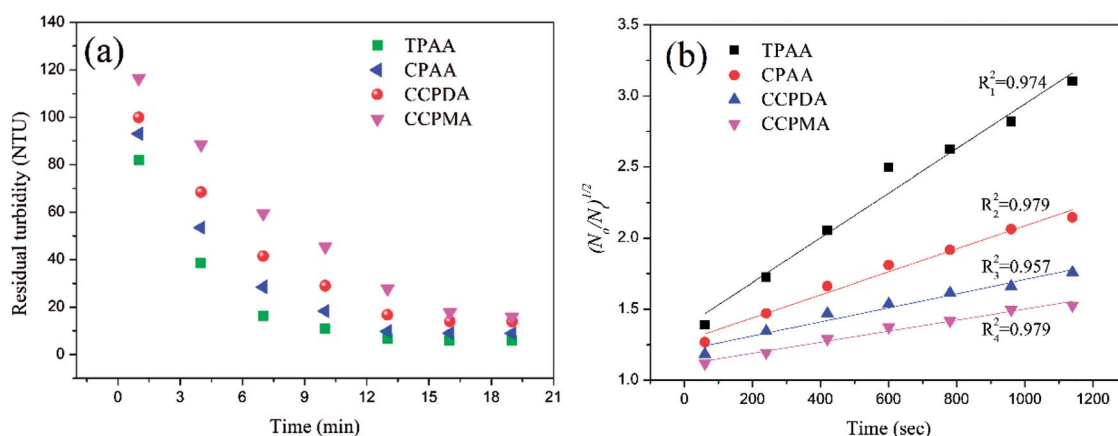 (a)
TPAA
CPAA
CCPDA
CCPMA
140
120
100
80
60
40
20
0
Residual turbidity (NTU)
0 3 6 9 12 15 18 21
Time (min)
(b)
TPAA
CPAA
CCPDA
CCPMA
3.5
3.0
2.5
2.0
1.5
1.0
(N₀/N)^1/2
R₁²=0.974
R₂²=0.979
R₃²=0.957
R₄²=0.979
0 200 400 600 800 1000 1200
Time (sec)